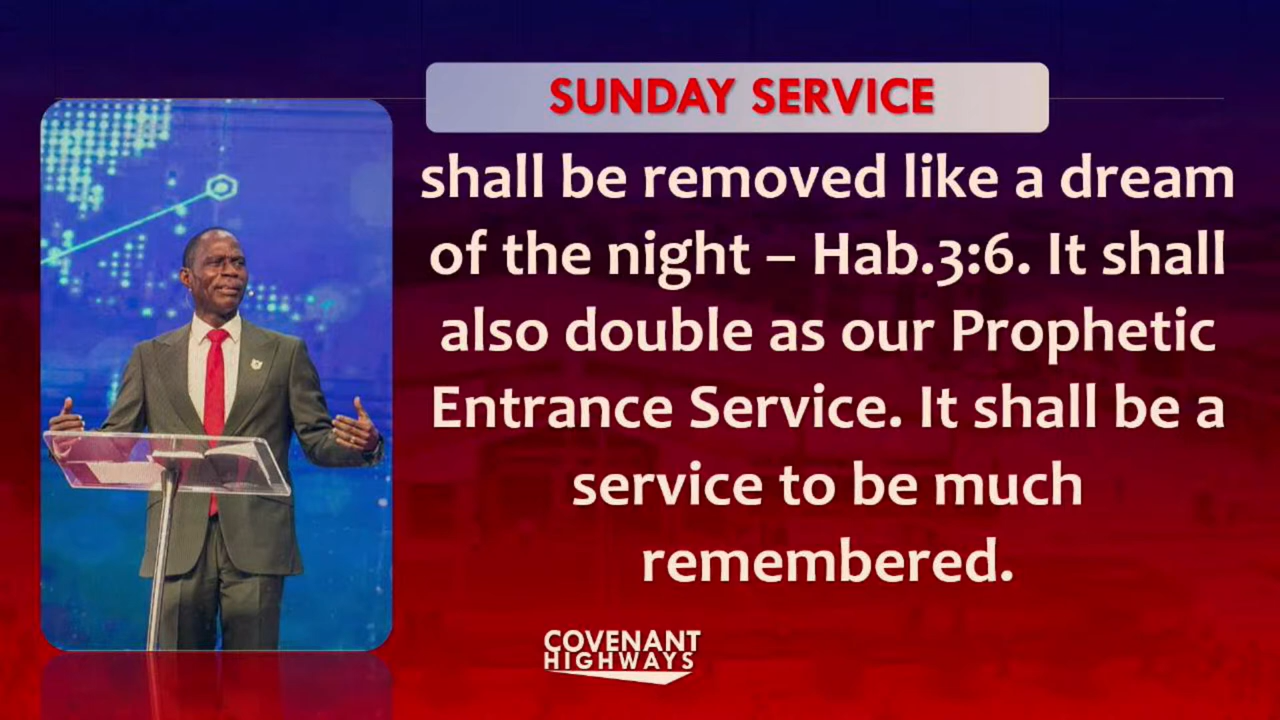 SUNDAY SERVICE
shall be removed like a dream
of the night – Hab.3:6. It shall
also double as our Prophetic
Entrance Service. It shall be a
service to be much
remembered.
COVENANT
HIGHWAYS